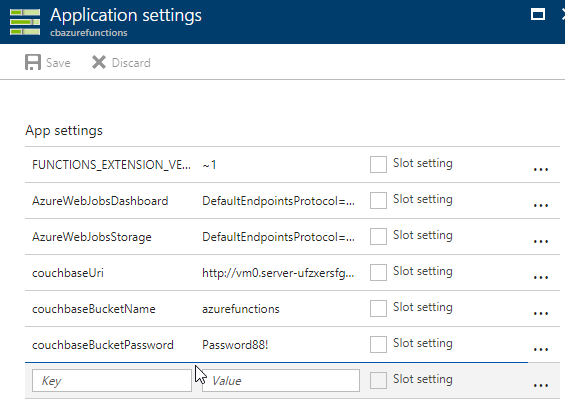 Application settings
cbazurefunctions
Save Discard
App settings
FUNCTIONS_EXTENSION_VE... ~1 Slot setting ...
AzureWebJobsDashboard DefaultEndpointsProtocol=... Slot setting ...
AzureWebJobsStorage DefaultEndpointsProtocol=... Slot setting ...
couchbaseUri http://vm0.server-ufzxersfg... Slot setting ...
couchbaseBucketName azurefunctions Slot setting ...
couchbaseBucketPassword Password88! Slot setting ...
Key Value Slot setting ...